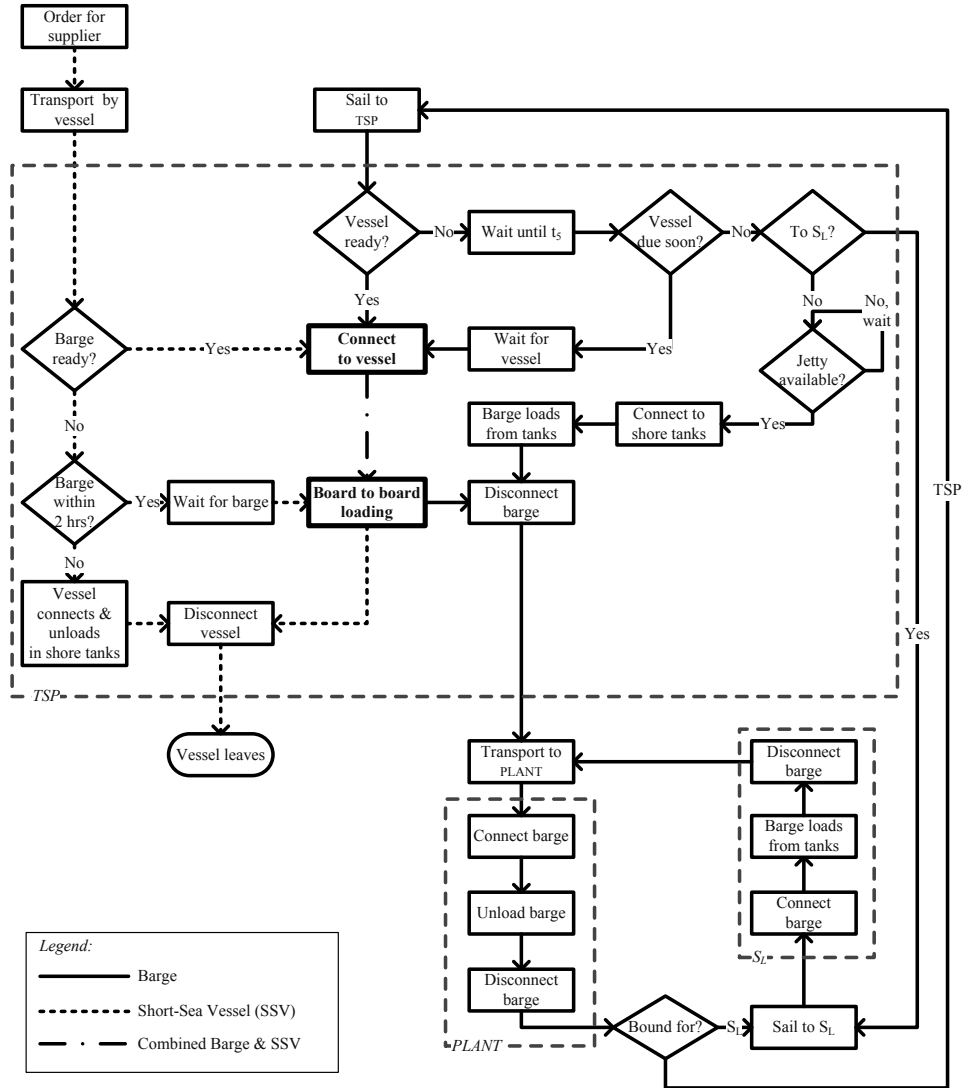 Order for
supplier
Transport by
vessel
Sail to
TSP
Vessel
ready?
No
Wait until t5
Vessel
due soon?
No
To SL?
Yes
No
No,
wait
Barge
ready?
Yes
Connect
to vessel
Wait for
vessel
Yes
Jetty
available?
No
Barge loads
from tanks
Connect to
shore tanks
Yes
Barge
within
2 hrs?
Yes
Wait for barge
Board to board
loading
Disconnect
barge
TSP
No
Vessel
connects &
unloads
in shore tanks
Disconnect
vessel
Yes
TSP
Vessel leaves
Transport to
PLANT
Disconnect
barge
Connect barge
Barge loads
from tanks
Unload barge
Connect
barge
SL
Disconnect
barge
PLANT
Bound for?
SL
Sail to SL
Legend:
Barge
Short-Sea Vessel (SSV)
Combined Barge & SSV